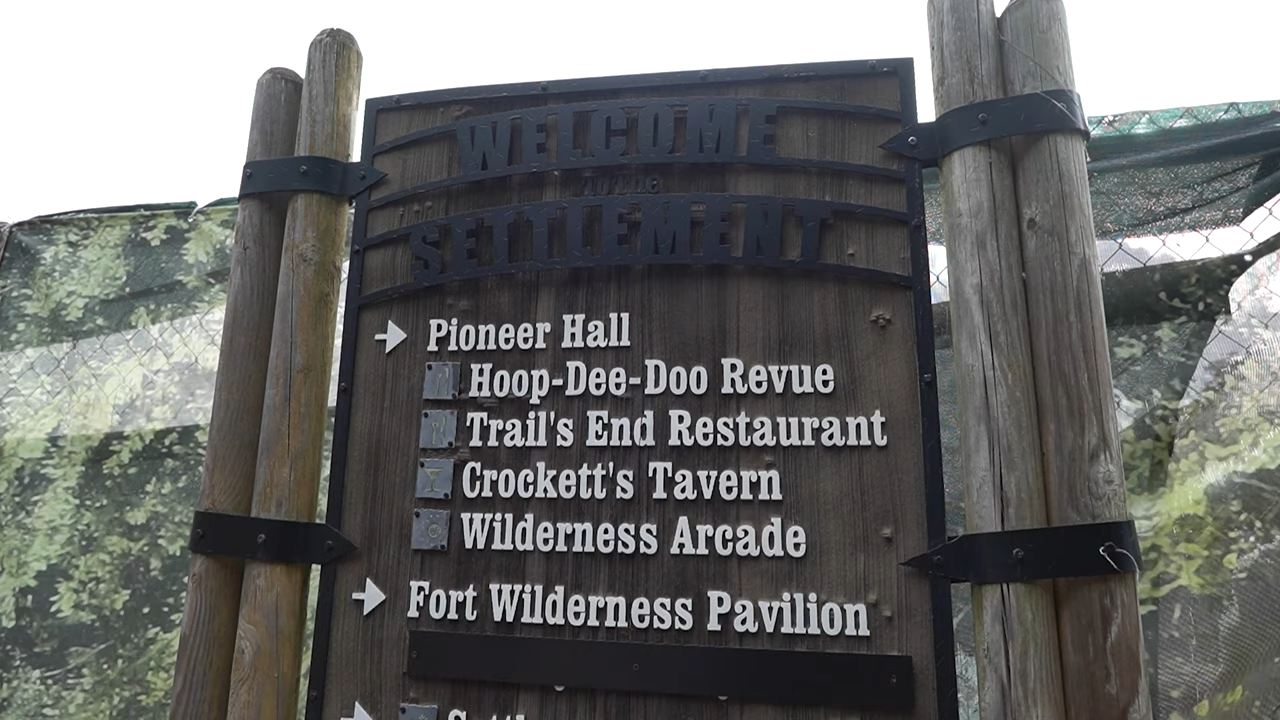 WELCOME
to the
SETTLEMENT
Pioneer Hall
Hoop-Dee-Doo Revue
Trail's End Restaurant
Crockett's Tavern
Wilderness Arcade
Fort Wilderness Pavilion